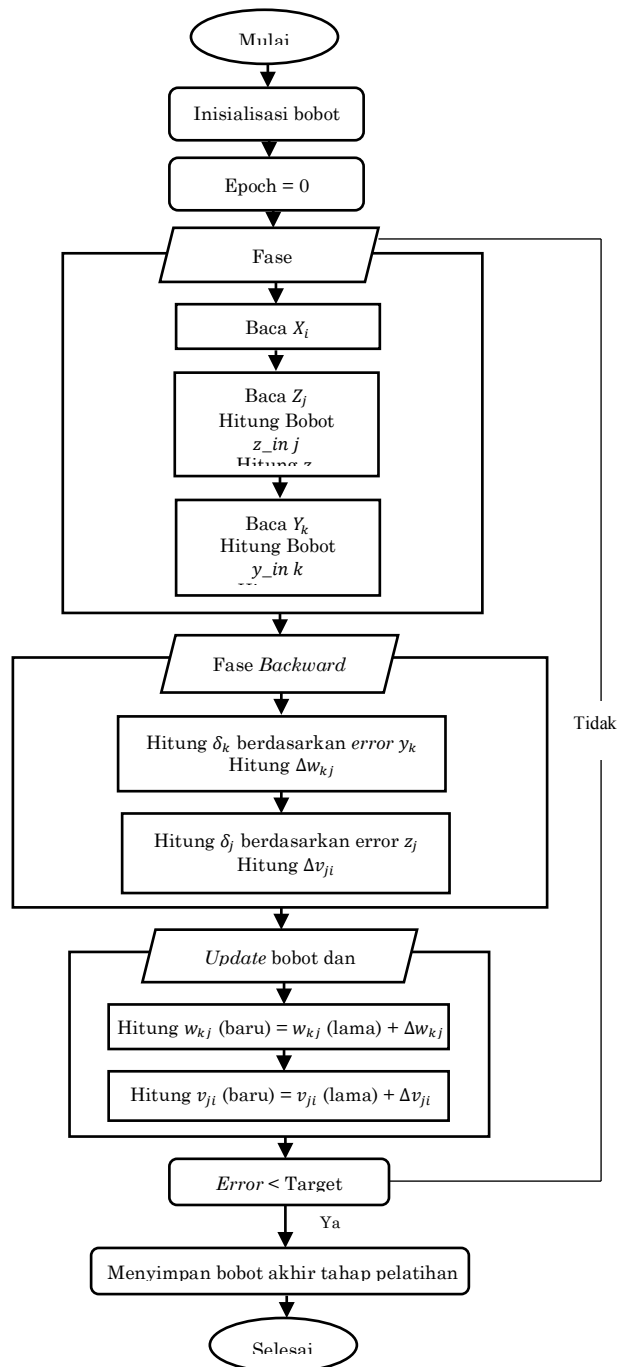 Mulai
Inisialisasi bobot
Epoch = 0
Fase
Baca Xᵢ
Baca Zⱼ
Hitung Bobot
z_in j
Hitung z
Baca Yₖ
Hitung Bobot
y_in k
Fase Backward
Hitung δₖ berdasarkan error yₖ
Hitung Δwₖⱼ
Hitung δⱼ berdasarkan error zⱼ
Hitung Δvⱼᵢ
Tidak
Update bobot dan
Hitung wₖⱼ (baru) = wₖⱼ (lama) + Δwₖⱼ
Hitung vⱼᵢ (baru) = vⱼᵢ (lama) + Δvⱼᵢ
Error < Target
Ya
Menyimpan bobot akhir tahap pelatihan
Selesai